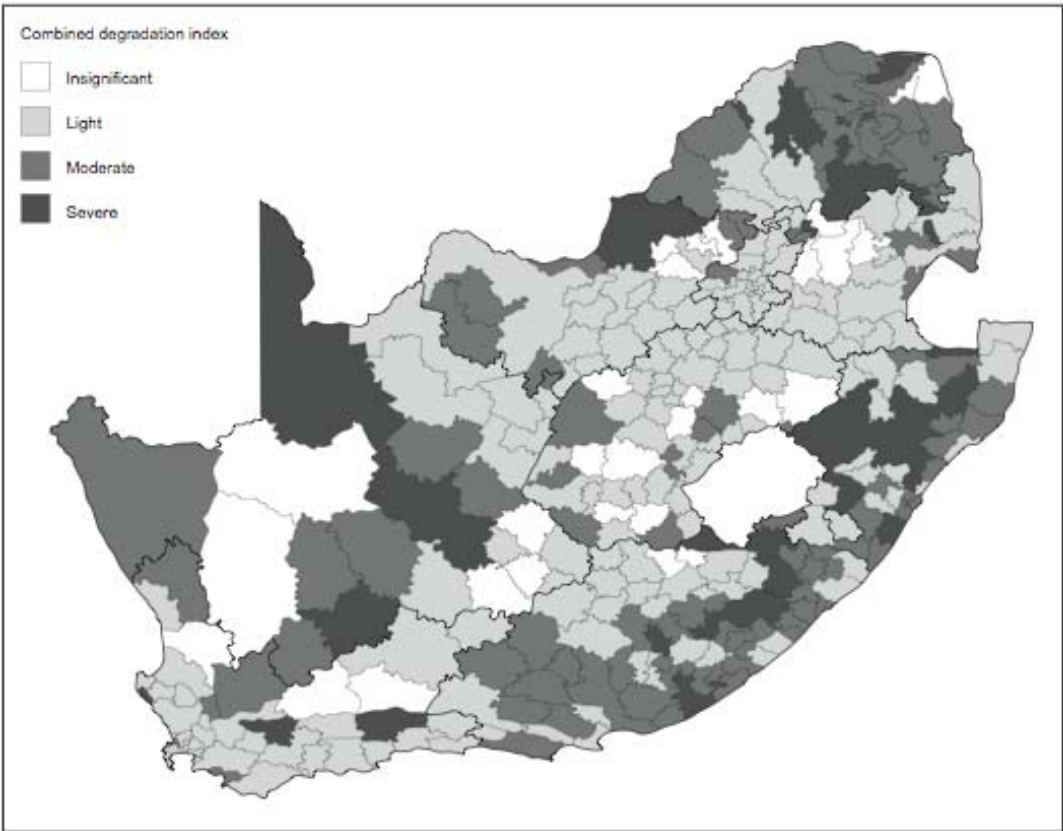 Combined degradation index
Insignificant
Light
Moderate
Severe